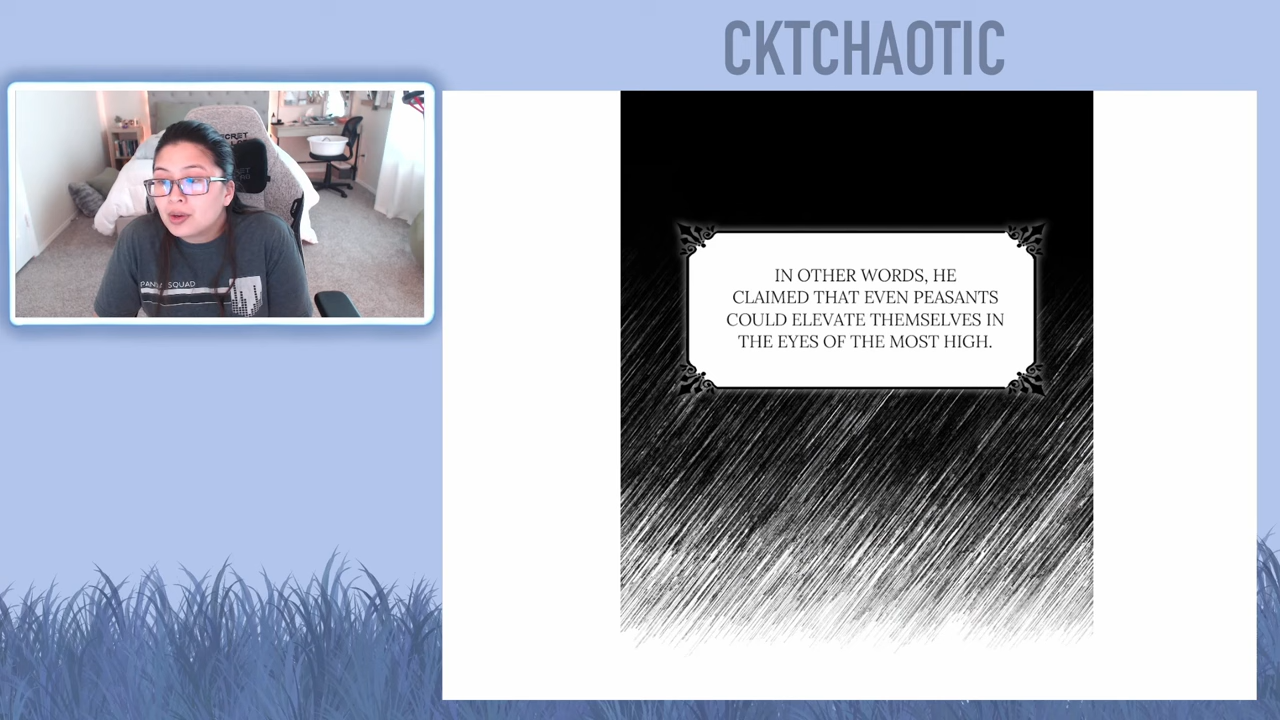 CKTCHAOTIC
IN OTHER WORDS, HE
CLAIMED THAT EVEN PEASANTS
COULD ELEVATE THEMSELVES IN
THE EYES OF THE MOST HIGH.
SQUAD